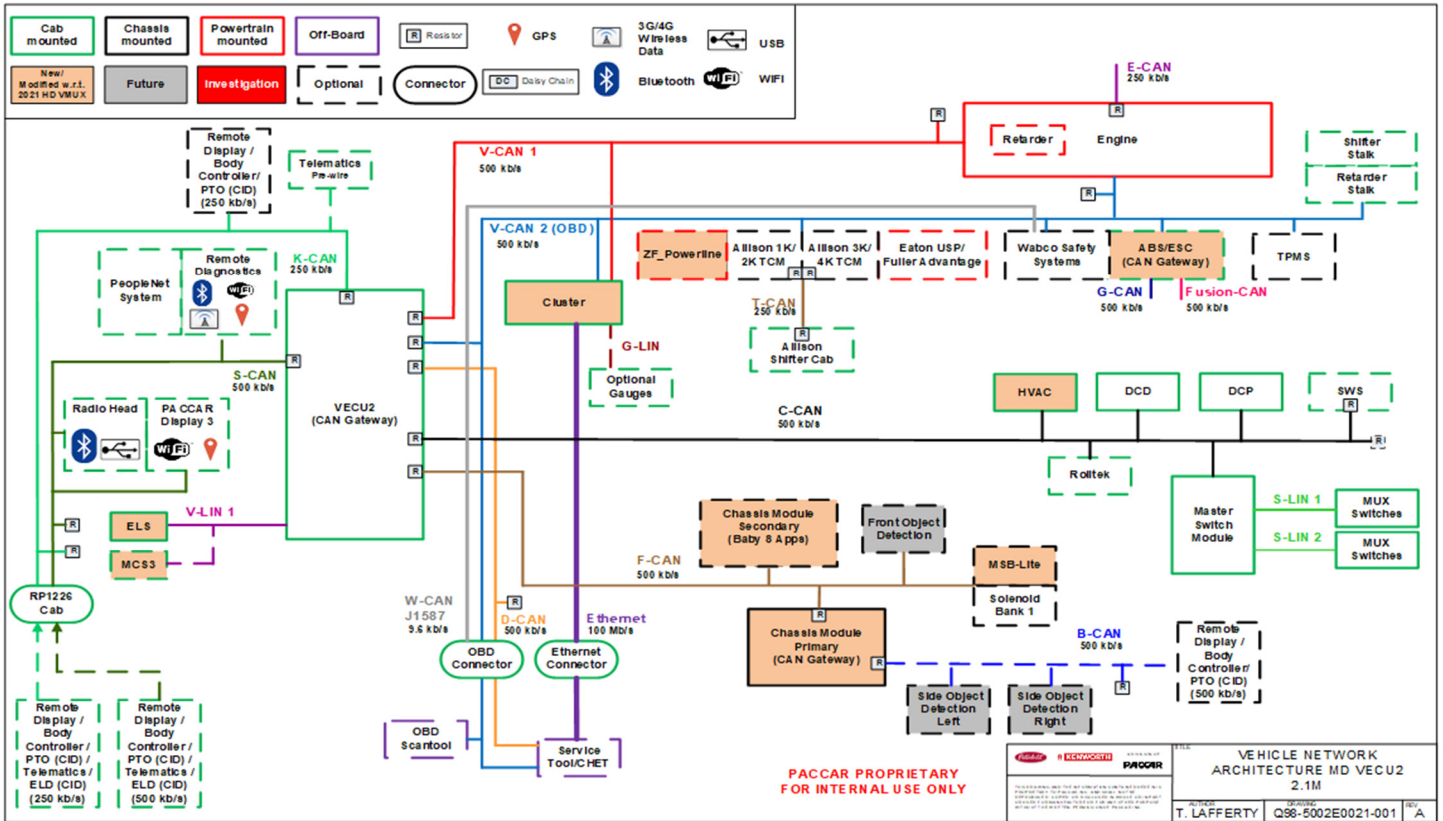 Cab
mounted
Chassis
mounted
Powertrain
mounted
Off-Board
R Resistor
GPS
3G/4G
Wireless
Data
USB
New/
Modified w.r.t.
2021 HD VMUX
Future
Investigation
Optional
Connector
DC Daisy Chain
Bluetooth
WiFi
WIFI
E-CAN
250 kb/s
R
R
Retarder
Engine
Shifter
Stalk
Retarder
Stalk
R
Remote
Display /
Body
Controller/
PTO (CID)
(250 kb/s)
Telematics
Pre-wire
V-CAN 1
500 kb/s
V-CAN 2 (OBD)
500 kb/s
K-CAN
250 kb/s
PeopleNet
System
Remote
Diagnostics
WiFi
R
ZF_Powerline
Allison 1K/
2K TCM
Allison 3K/
4K TCM
R R
Eaton USP/
Fuller Advantage
Wabco Safety
Systems
ABS/ESC
(CAN Gateway)
TPMS
G-CAN
500 kb/s
Fusion-CAN
500 kb/s
Cluster
T-CAN
250 kb/s
R
Allison
Shifter Cab
G-LIN
Optional
Gauges
R
R
R
R
R
R
S-CAN
500 kb/s
VECU2
(CAN Gateway)
Radio Head
PACCAR
Display 3
WiFi
C-CAN
500 kb/s
HVAC
DCD
DCP
SWS
R
R
Rolltek
V-LIN 1
ELS
MCS3
R
R
RP1226
Cab
Master
Switch
Module
S-LIN 1
MUX
Switches
S-LIN 2
MUX
Switches
Chassis Module
Secondary
(Baby 8 Apps)
Front Object
Detection
F-CAN
500 kb/s
MSB-Lite
Solenoid
Bank 1
R
Chassis Module
Primary
(CAN Gateway)
R
B-CAN
500 kb/s
R
Remote
Display /
Body
Controller/
PTO (CID)
(500 kb/s)
Side Object
Detection
Left
Side Object
Detection
Right
W-CAN
J1587
9.6 kb/s
R
D-CAN
500 kb/s
Ethernet
100 Mb/s
OBD
Connector
Ethernet
Connector
OBD
Scantool
Service
Tool/CHET
Remote
Display /
Body
Controller /
PTO (CID) /
Telematics /
ELD (CID)
(250 kb/s)
Remote
Display /
Body
Controller /
PTO (CID) /
Telematics /
ELD (CID)
(500 kb/s)
PACCAR PROPRIETARY
FOR INTERNAL USE ONLY
Peterbilt
KENWORTH
PACCAR
TITLE
VEHICLE NETWORK
ARCHITECTURE MD VECU2
2.1M
AUTHOR
T. LAFFERTY
DRAWING
Q98-5002E0021-001
REV
A